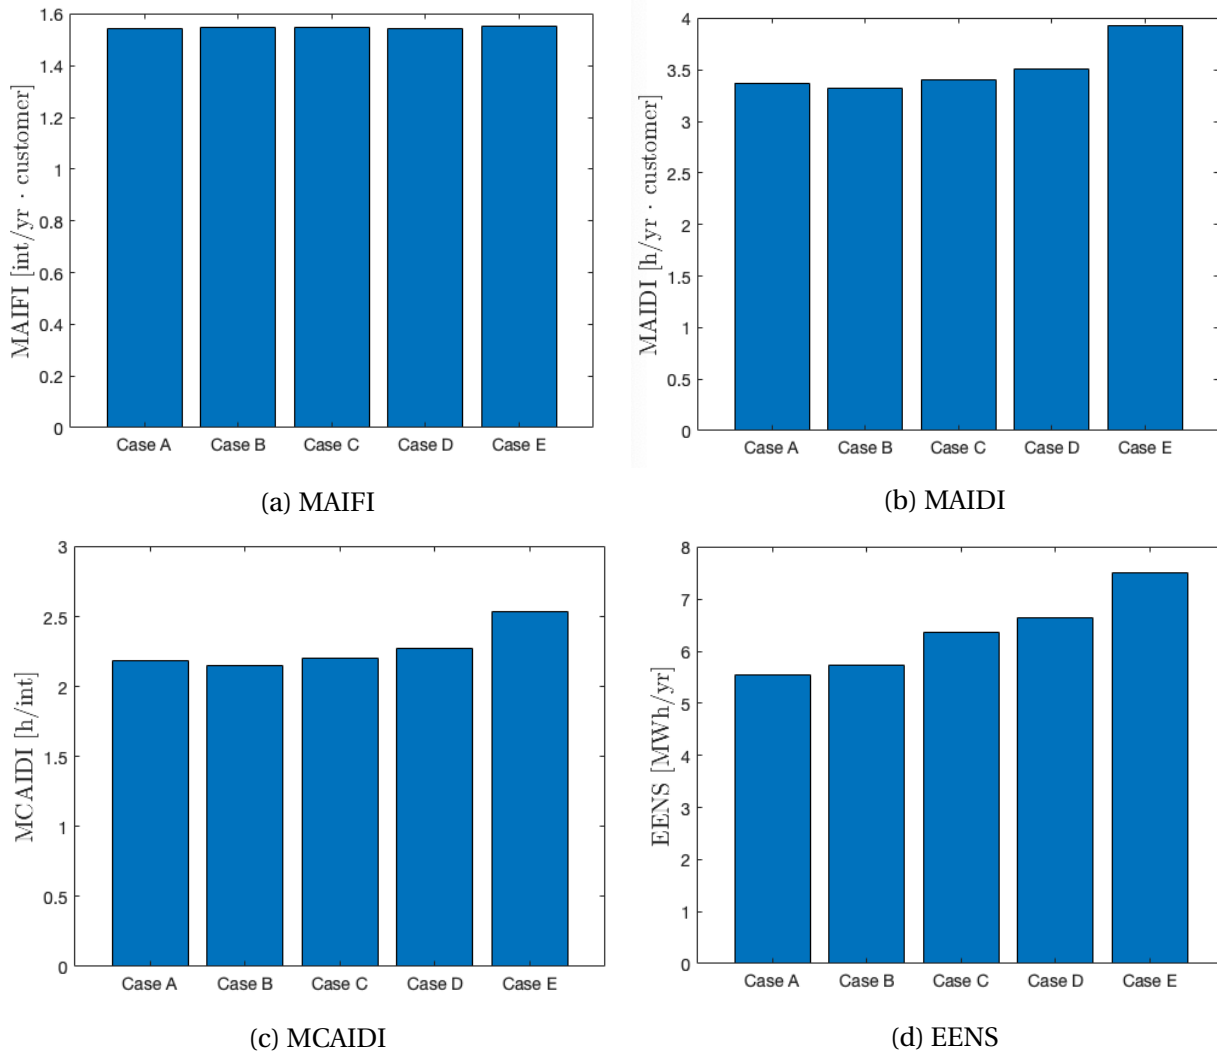 MAIFI [int/yr · customer]
1.6
1.4
1.2
1
0.8
0.6
0.4
0.2
0
Case A Case B Case C Case D Case E
(a) MAIFI
MAIDI [h/yr · customer]
4
3.5
3
2.5
2
1.5
1
0.5
0
Case A Case B Case C Case D Case E
(b) MAIDI
MCAIDI [h/int]
3
2.5
2
1.5
1
0.5
0
Case A Case B Case C Case D Case E
(c) MCAIDI
EENS [MWh/yr]
8
7
6
5
4
3
2
1
0
Case A Case B Case C Case D Case E
(d) EENS